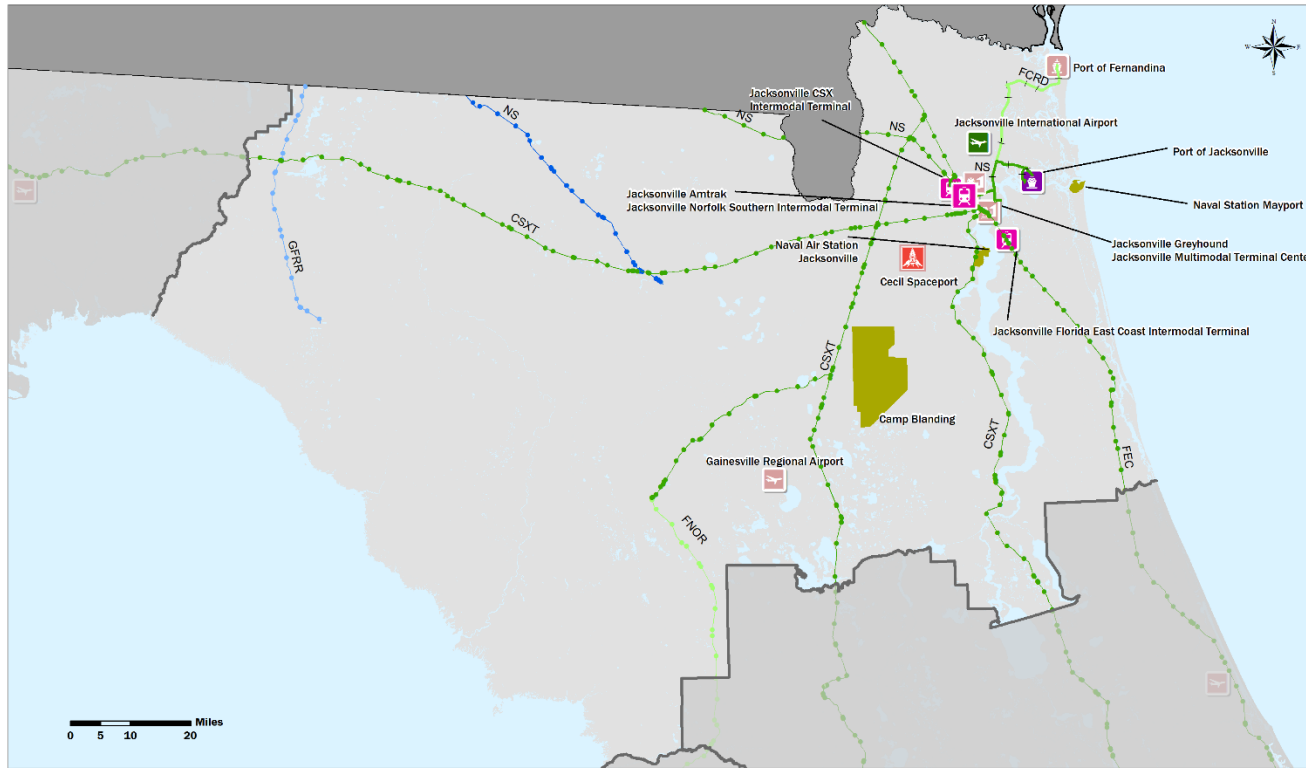 N
W
E
S
Port of Fernandina
FCRD
Jacksonville CSX
Intermodal Terminal
NS
NS
NS
Jacksonville International Airport
Port of Jacksonville
NS
Jacksonville Amtrak
Jacksonville Norfolk Southern Intermodal Terminal
Naval Station Mayport
CSXT
GFRR
Naval Air Station
Jacksonville
Jacksonville Greyhound
Jacksonville Multimodal Terminal Cente
Cecil Spaceport
Jacksonville Florida East Coast Intermodal Terminal
CSXT
Camp Blanding
CSXT
FEC
Gainesville Regional Airport
FNOR
Miles
0 5 10 20